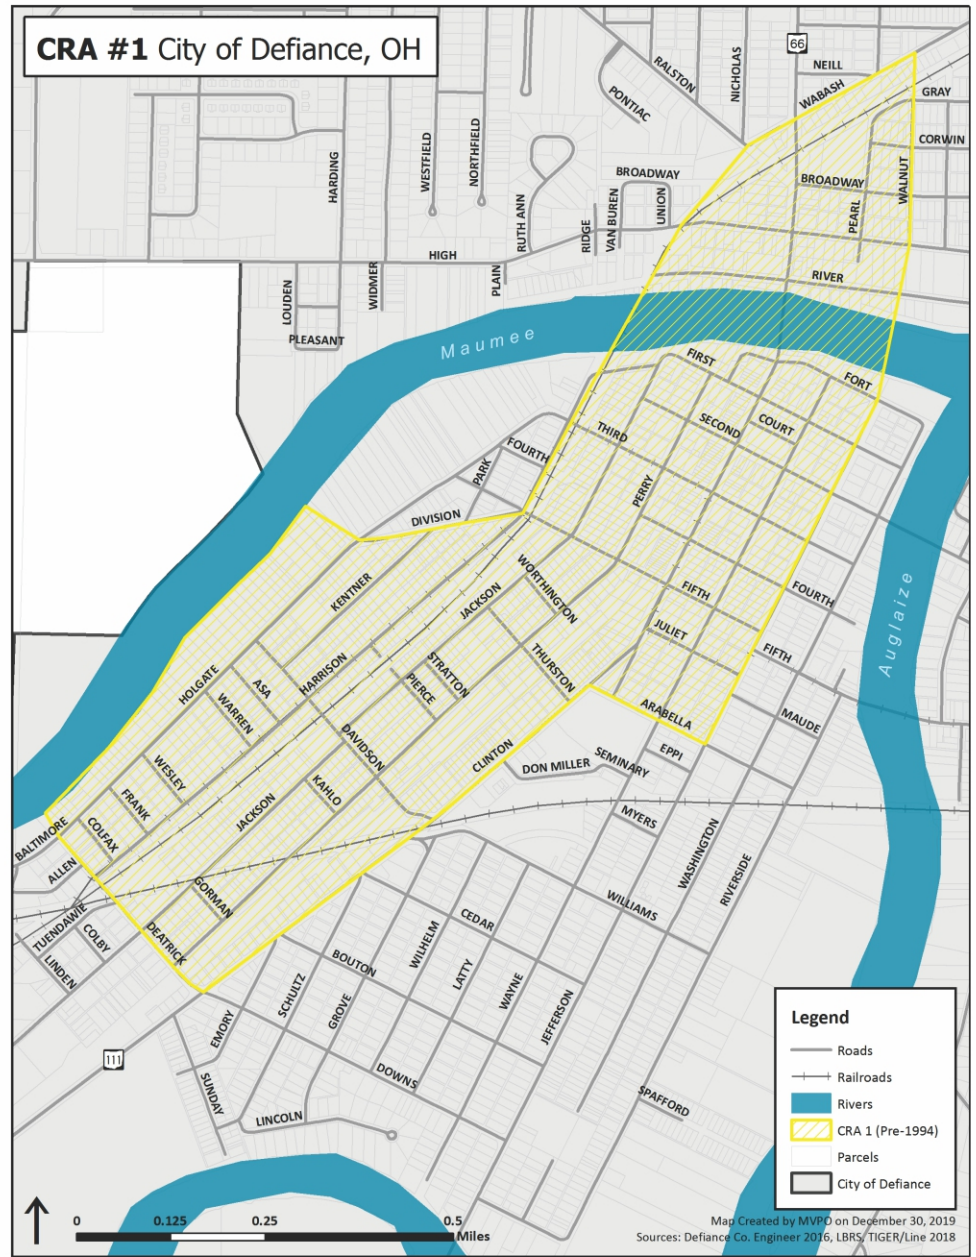 CRA #1 City of Defiance, OH
66
NEILL
RALSTON
NICHOLAS
WABASH
GRAY
PONTIAC
CORWIN
WESTFIELD
NORTHFIELD
HARDING
BROADWAY
BROADWAY
WALNUT
RUTH ANN
RIDGE
VAN BUREN
UNION
PEARL
HIGH
PLAIN
WIDMER
LOUDEN
RIVER
PLEASANT
Maumee
FIRST
FORT
THIRD
SECOND
COURT
FOURTH
PARK
PERRY
DIVISION
WORTHINGTON
Auglaize
KENTNER
JACKSON
FIFTH
FOURTH
JULIET
FIFTH
HOLGATE
ASA
HARRISON
STRATTON
THURSTON
PIERCE
WARREN
ARABELLA
MAUDE
DAVIDSON
CLINTON
EPPI
SEMINARY
DON MILLER
WESLEY
KAHLO
FRANK
JACKSON
MYERS
BALTIMORE
COLFAX
WASHINGTON
RIVERSIDE
ALLEN
GORMAN
WILLIAMS
TUENDAWIE
COLBY
DEATRICK
CEDAR
WILHELM
LINDEN
BOUTON
LATTY
WAYNE
SCHULTZ
GROVE
JEFFERSON
EMORY
111
DOWNS
SUNDAY
LINCOLN
SPAFFORD
Legend
Roads
Railroads
Rivers
CRA 1 (Pre-1994)
Parcels
City of Defiance
0 0.125 0.25 0.5
Miles
Map Created by MVPO on December 30, 2019
Sources: Defiance Co. Engineer 2016, LBRS, TIGER/Line 2018